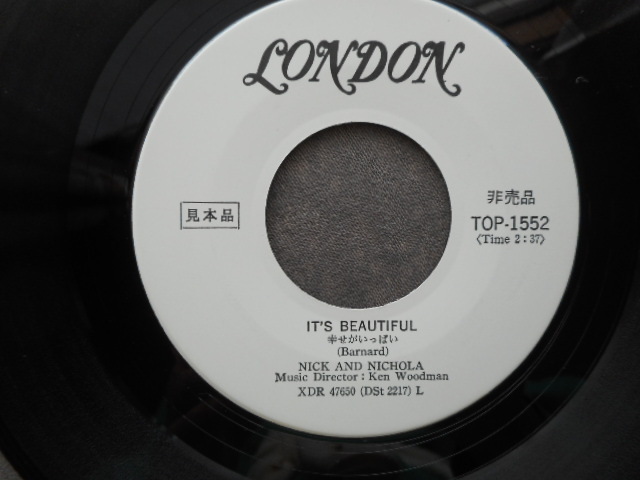 LONDON
見本品
非売品
TOP-1552
〈Time 2:37〉
IT'S BEAUTIFUL
幸せがいっぱい
(Barnard)
NICK AND NICHOLA
Music Director: Ken Woodman
XDR 47650 (DSt 2217) L